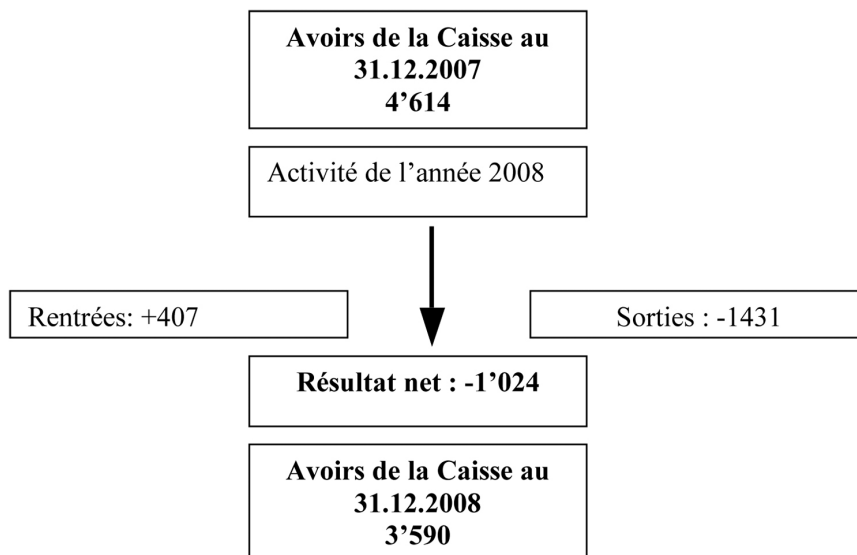 Avoirs de la Caisse au
31.12.2007
4’614
Activité de l’année 2008
Rentrées: +407
Sorties : -1431
Résultat net : -1’024
Avoirs de la Caisse au
31.12.2008
3’590